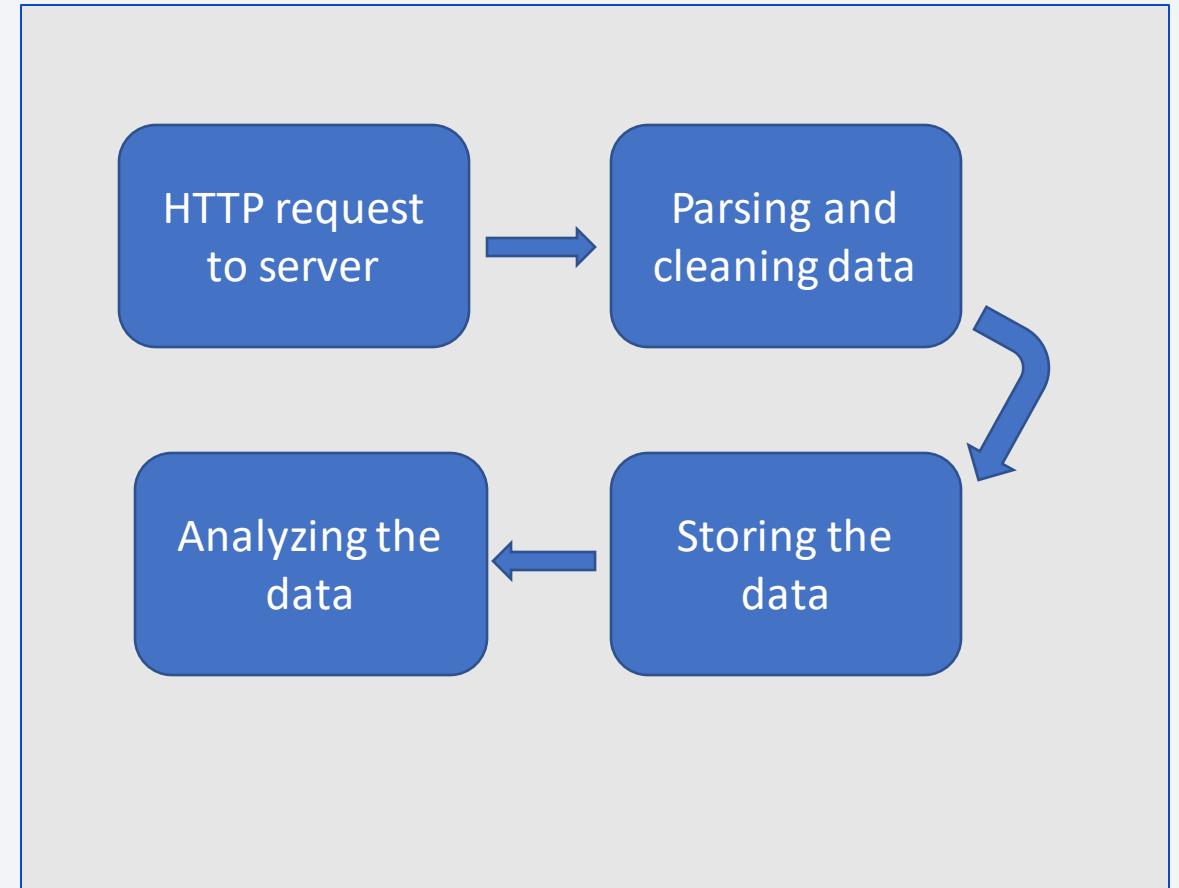 HTTP request
to server
Parsing and
cleaning data
Storing the
data
Analyzing the
data